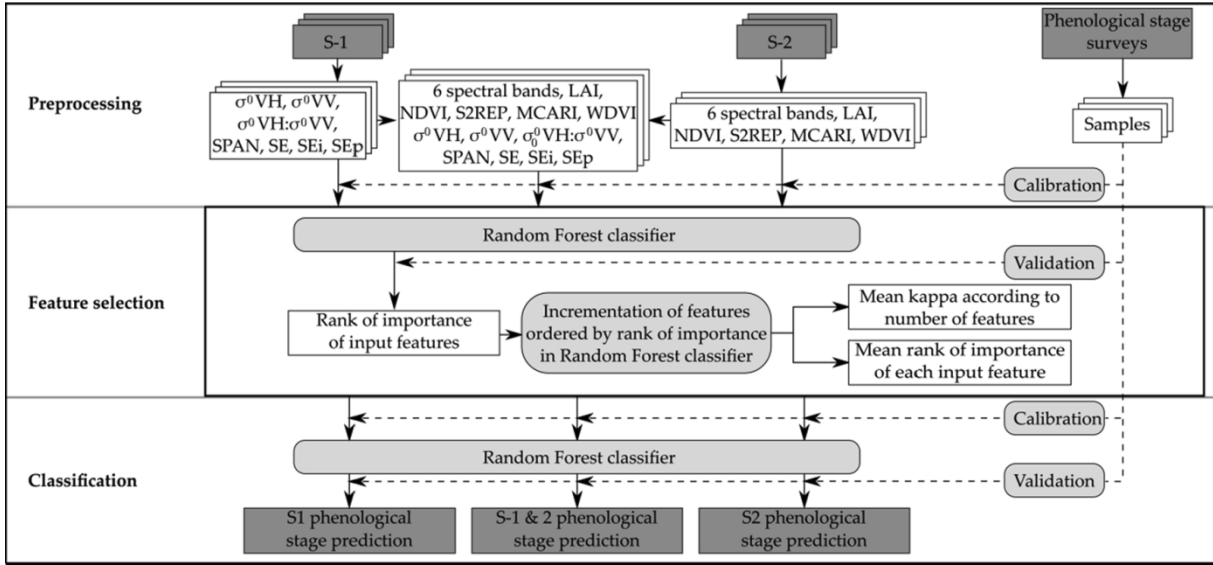 S-1
S-2
Phenological stage
surveys
Preprocessing
σ⁰VH, σ⁰VV,
σ⁰VH:σ⁰VV,
SPAN, SE, SEi, SEp
6 spectral bands, LAI,
NDVI, S2REP, MCARI, WDVI
σ⁰VH, σ⁰VV, σ₀⁰VH:σ⁰VV,
SPAN, SE, SEi, SEp
6 spectral bands, LAI,
NDVI, S2REP, MCARI, WDVI
Samples
Calibration
Feature selection
Random Forest classifier
Validation
Rank of importance
of input features
Incrementation of features
ordered by rank of importance
in Random Forest classifier
Mean kappa according to
number of features
Mean rank of importance
of each input feature
Classification
Calibration
Random Forest classifier
Validation
S1 phenological
stage prediction
S-1 & 2 phenological
stage prediction
S2 phenological
stage prediction